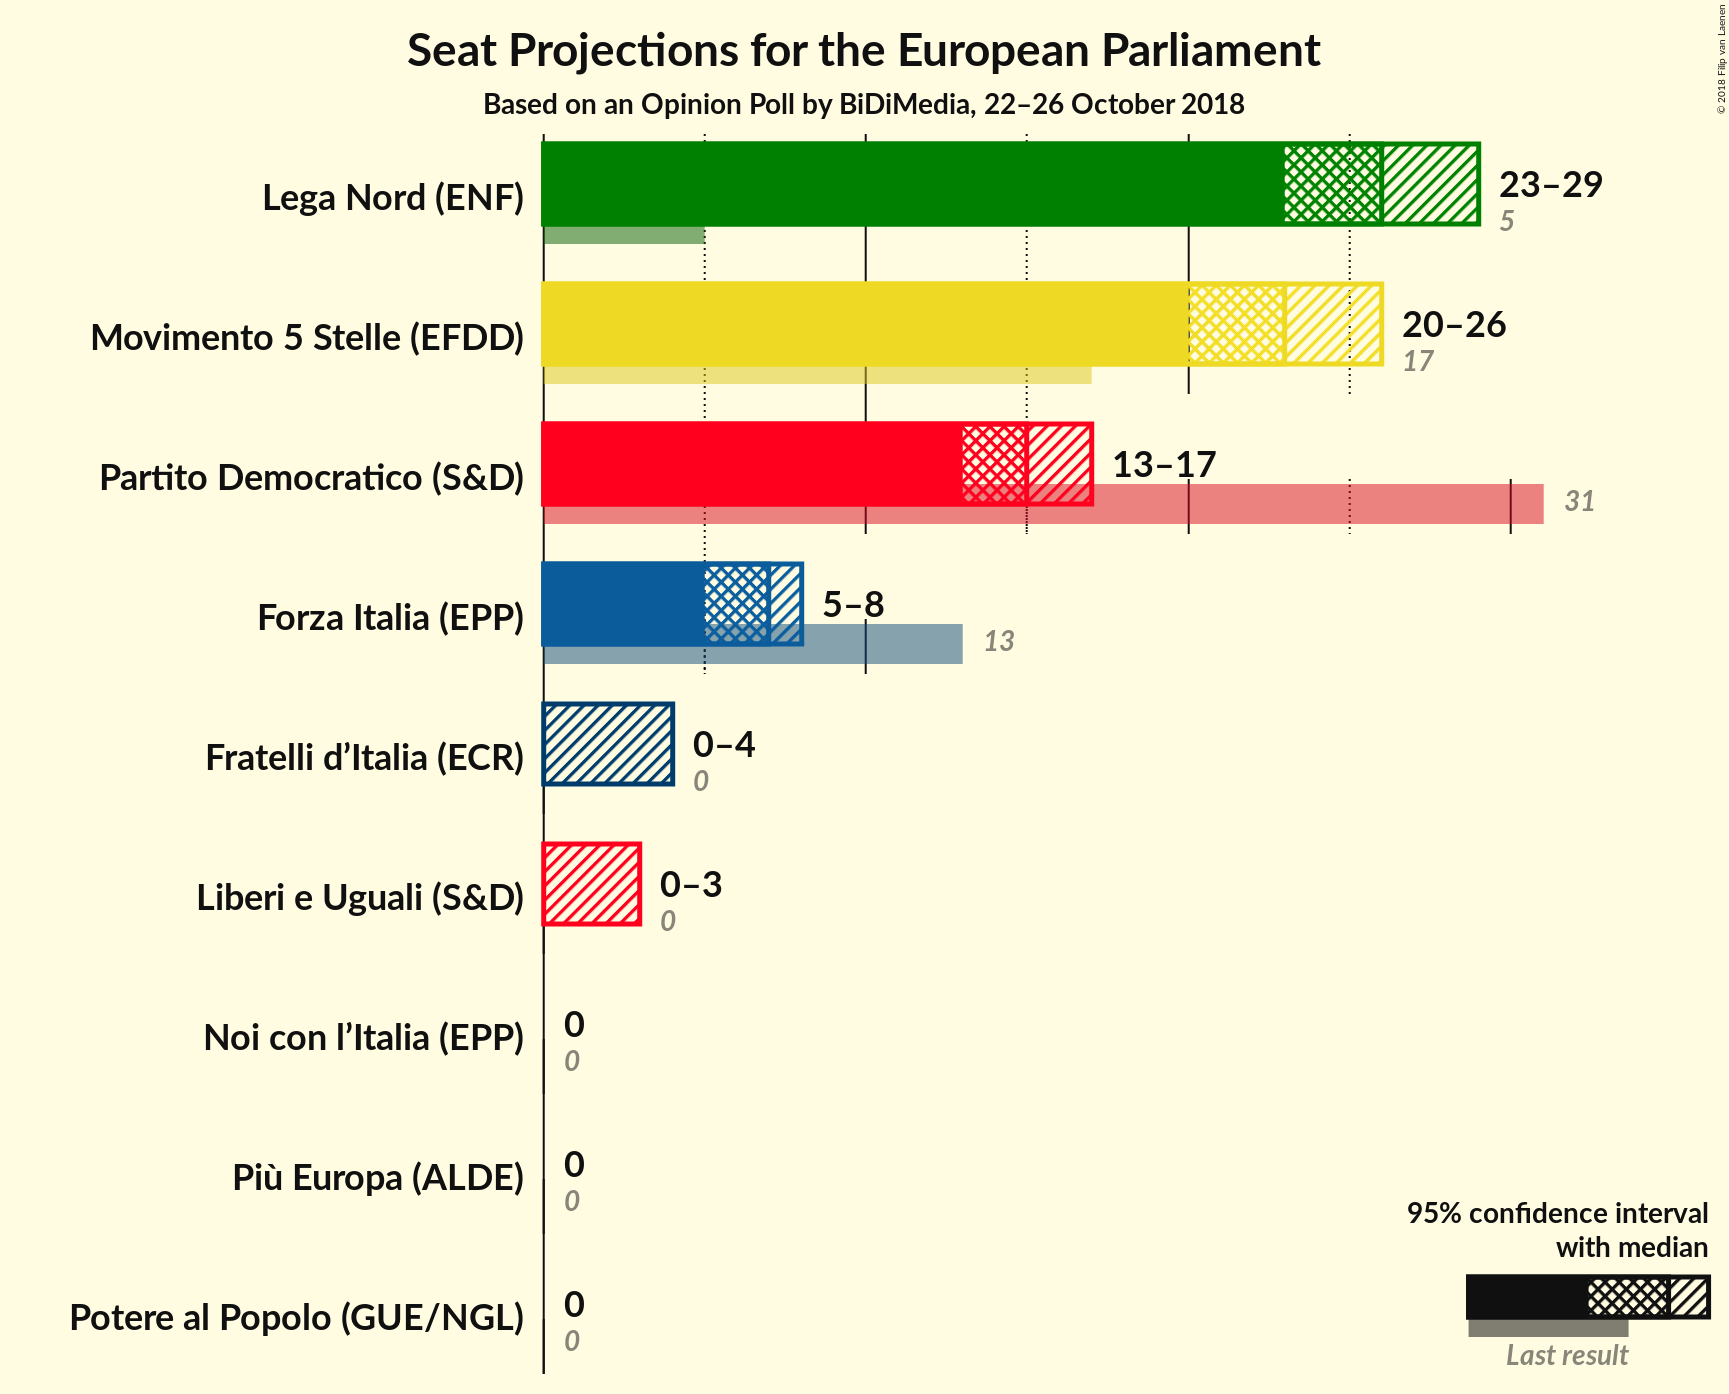 Seat Projections for the European Parliament
Based on an Opinion Poll by BiDiMedia, 22–26 October 2018
© 2018 Filip van Laenen
Lega Nord (ENF)
23–29
5
Movimento 5 Stelle (EFDD)
20–26
17
Partito Democratico (S&D)
13–17
31
Forza Italia (EPP)
5–8
13
Fratelli d’Italia (ECR)
0–4
0
Liberi e Uguali (S&D)
0–3
0
Noi con l’Italia (EPP)
0
0
Più Europa (ALDE)
0
0
Potere al Popolo (GUE/NGL)
0
0
95% confidence interval
with median
Last result